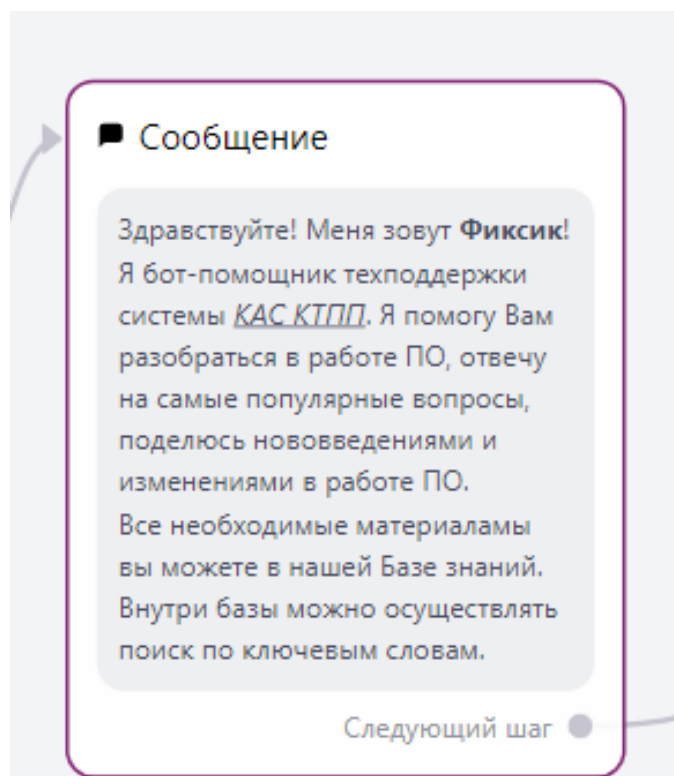 Сообщение
Здравствуйте! Меня зовут Фиксик!
Я бот-помощник техподдержки
системы КАС КТПП. Я помогу Вам
разобраться в работе ПО, отвечу
на самые популярные вопросы,
поделюсь нововведениями и
изменениями в работе ПО.
Все необходимые материаламы
вы можете в нашей Базе знаний.
Внутри базы можно осуществлять
поиск по ключевым словам.
Следующий шаг